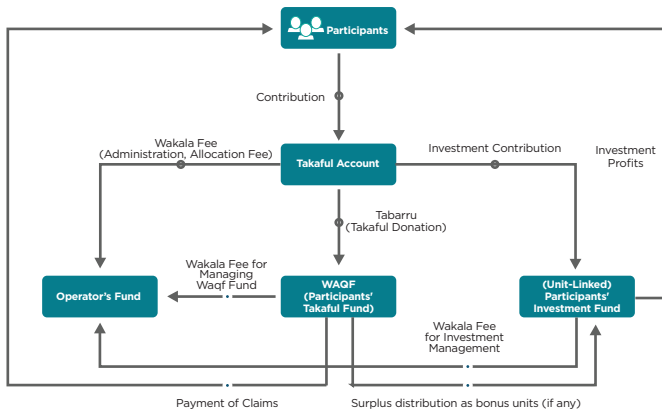 Participants
Contribution
Wakala Fee
(Administration, Allocation Fee)
Takaful Account
Investment Contribution
Investment
Profits
Tabarru
(Takaful Donation)
Wakala Fee for
Managing
Waqf Fund
Operator's Fund
WAQF
(Participants'
Takaful Fund)
(Unit-Linked)
Participants'
Investment Fund
Wakala Fee
for Investment
Management
Payment of Claims
Surplus distribution as bonus units (if any)